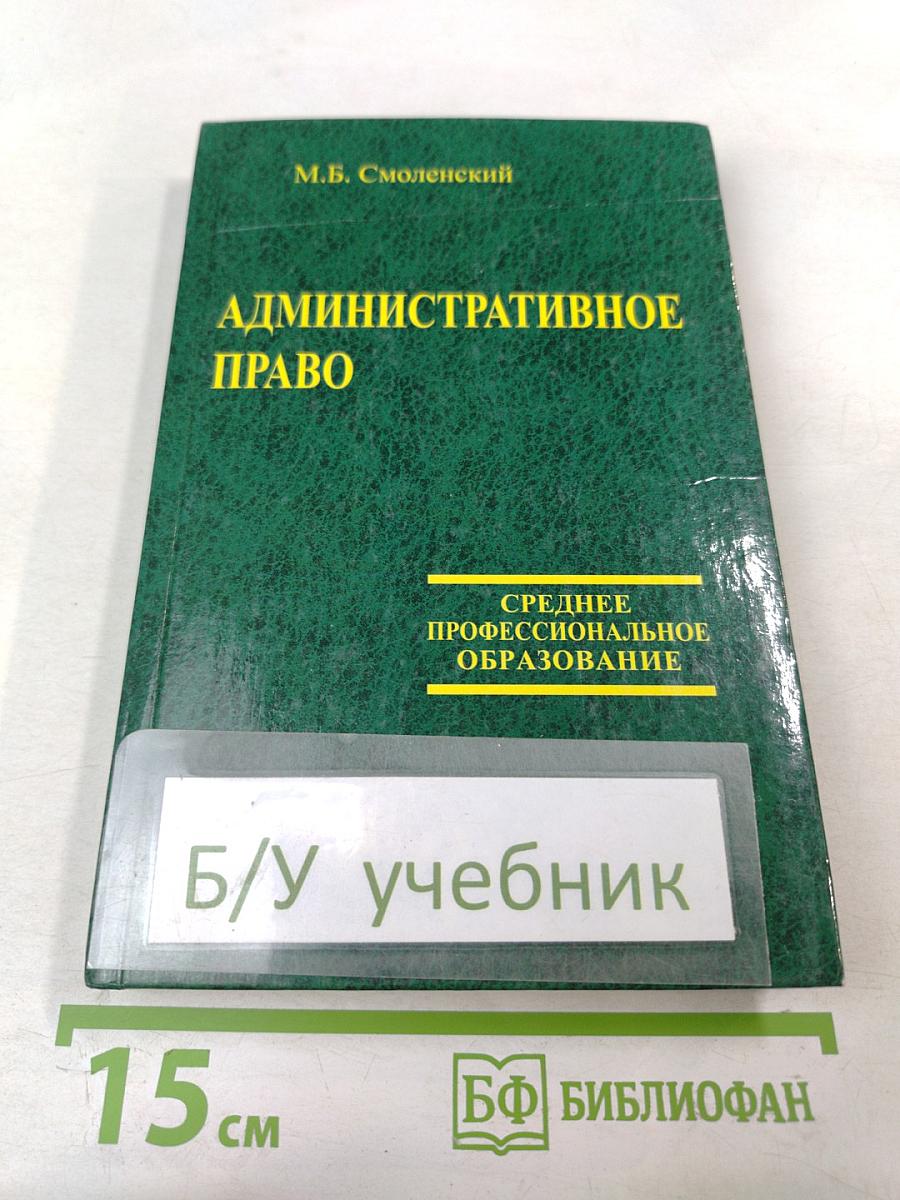 М.Б. Смоленский
АДМИНИСТРАТИВНОЕ
ПРАВО
СРЕДНЕЕ
ПРОФЕССИОНАЛЬНОЕ
ОБРАЗОВАНИЕ
Б/У учебник
15 см
БФ БИБЛИОФАН